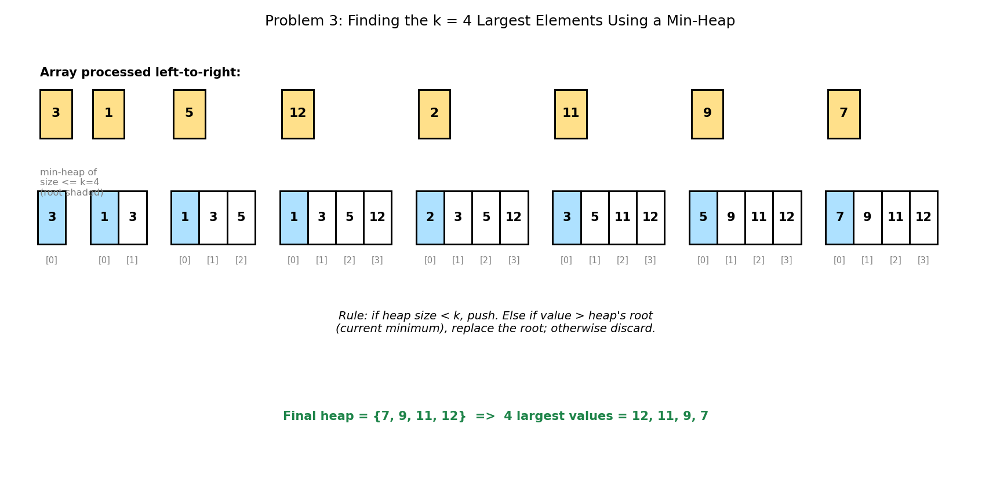 Problem 3: Finding the k = 4 Largest Elements Using a Min-Heap
Array processed left-to-right:
3 1 5 12 2 11 9 7
min-heap of
size <= k=4
(root shaded)
3 1 3 1 3 5 1 3 5 12 2 3 5 12 3 5 11 12 5 9 11 12 7 9 11 12
[0] [0] [1] [0] [1] [2] [0] [1] [2] [3] [0] [1] [2] [3] [0] [1] [2] [3] [0] [1] [2] [3] [0] [1] [2] [3]
Rule: if heap size < k, push. Else if value > heap's root
(current minimum), replace the root; otherwise discard.
Final heap = {7, 9, 11, 12}  =>  4 largest values = 12, 11, 9, 7